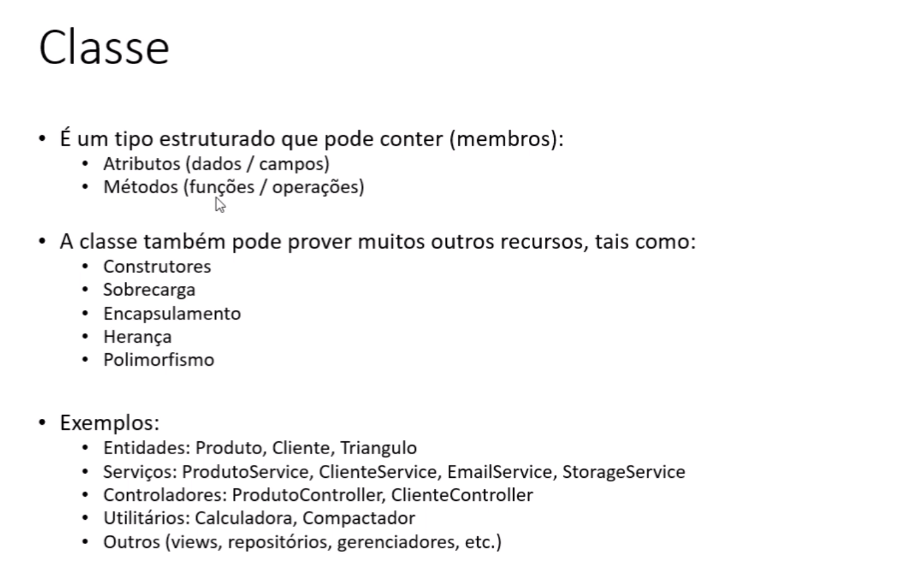 Classe
• É um tipo estruturado que pode conter (membros):
• Atributos (dados / campos)
• Métodos (funções / operações)
• A classe também pode prover muitos outros recursos, tais como:
• Construtores
• Sobrecarga
• Encapsulamento
• Herança
• Polimorfismo
• Exemplos:
• Entidades: Produto, Cliente, Triangulo
• Serviços: ProdutoService, ClienteService, EmailService, StorageService
• Controladores: ProdutoController, ClienteController
• Utilitários: Calculadora, Compactador
• Outros (views, repositórios, gerenciadores, etc.)